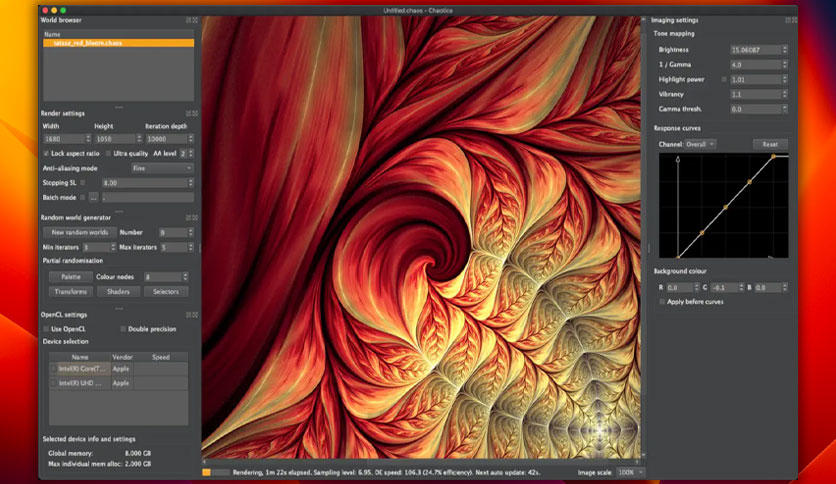 Untitled.chaos - Chaotica
World browser
Name
tatasz_red_bloom.chaos
Render settings
Width Height Iteration depth
1680 1050 10000
Lock aspect ratio Ultra quality AA level 2
Anti-aliasing mode Fine
Stopping SL 8.00
Batch mode ... .
Random world generator
New random worlds Number 9
Min iterators 3 Max iterators 5
Partial randomisation
Palette Colour nodes 8
Transforms Shaders Selectors
OpenCL settings
Use OpenCL Double precision
Device selection
Name Vendor Speed
Intel(R) Core(T... Apple
Intel(R) UHD ... Apple
Selected device info and settings
Global memory: 8.000 GB
Max individual mem alloc: 2.000 GB
Rendering, 1m 22s elapsed. Sampling level: 6.95. DE speed: 106.3 (24.7% efficiency). Next auto update: 42s.
Image scale 100%
Imaging settings
Tone mapping
Brightness 15.06087
1 / Gamma 4.0
Highlight power 1.01
Vibrancy 1.1
Gamma thresh. 0.0
Response curves
Channel: Overall Reset
Background colour
R 0.0 G -0.1 B 0.0
Apply before curves